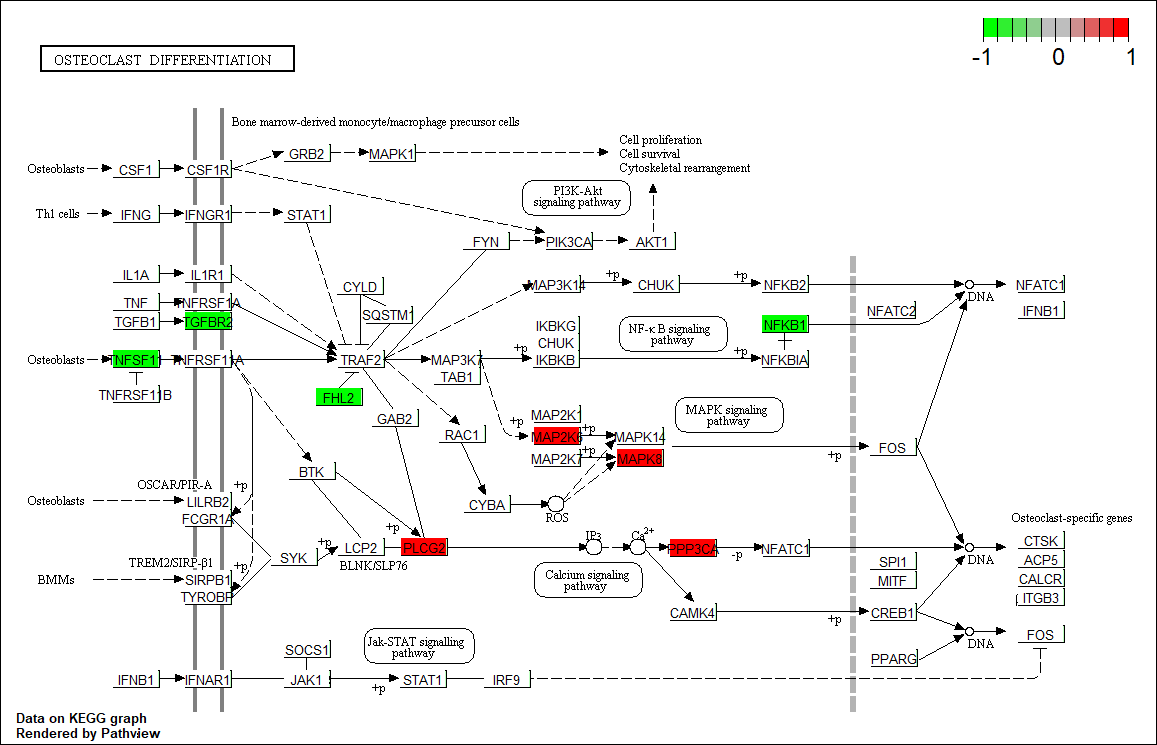 -1 0 1
OSTEOCLAST DIFFERENTIATION
Bone marrow-derived monocyte/macrophage precursor cells
Osteoblasts
CSF1
CSF1R
GRB2
MAPK1
Cell proliferation
Cell survival
Cytoskeletal rearrangement
PI3K-Akt
signaling pathway
Th1 cells
IFNG
IFNGR1
STAT1
FYN
PIK3CA
AKT1
IL1A
IL1R1
CYLD
MAP3K14
+p
CHUK
+p
NFKB2
DNA
NFATC1
TNF
TNFRSF1A
SQSTM1
NFATC2
IFNB1
TGFB1
TGFBR2
IKBKG
CHUK
IKBKB
NF-κ B signaling
pathway
NFKB1
Osteoblasts
TNFSF11
TNFRSF11A
TRAF2
MAP3K7
TAB1
+p
+p
NFKBIA
TNFRSF11B
FHL2
GAB2
RAC1
MAP2K1
+p
MAP2K6
+p
MAPK14
MAPK signaling
pathway
MAP2K7
+p
MAPK8
+p
FOS
BTK
OSCAR/PIR-A
+p
Osteoblasts
LILRB2
FCGR1A
CYBA
ROS
Osteoclast-specific genes
SYK
+p
LCP2
BLNK/SLP76
+p
PLCG2
IP3
Ca2+
PPP3CA
-p
NFATC1
DNA
CTSK
ACP5
CALCR
ITGB3
TREM2/SIRP-β1
+p
BMMs
SIRPB1
TYROBP
Calcium signaling
pathway
SPI1
MITF
CAMK4
+p
CREB1
DNA
FOS
SOCS1
Jak-STAT signalling
pathway
PPARG
IFNB1
IFNAR1
JAK1
+p
STAT1
IRF9
Data on KEGG graph
Rendered by Pathview